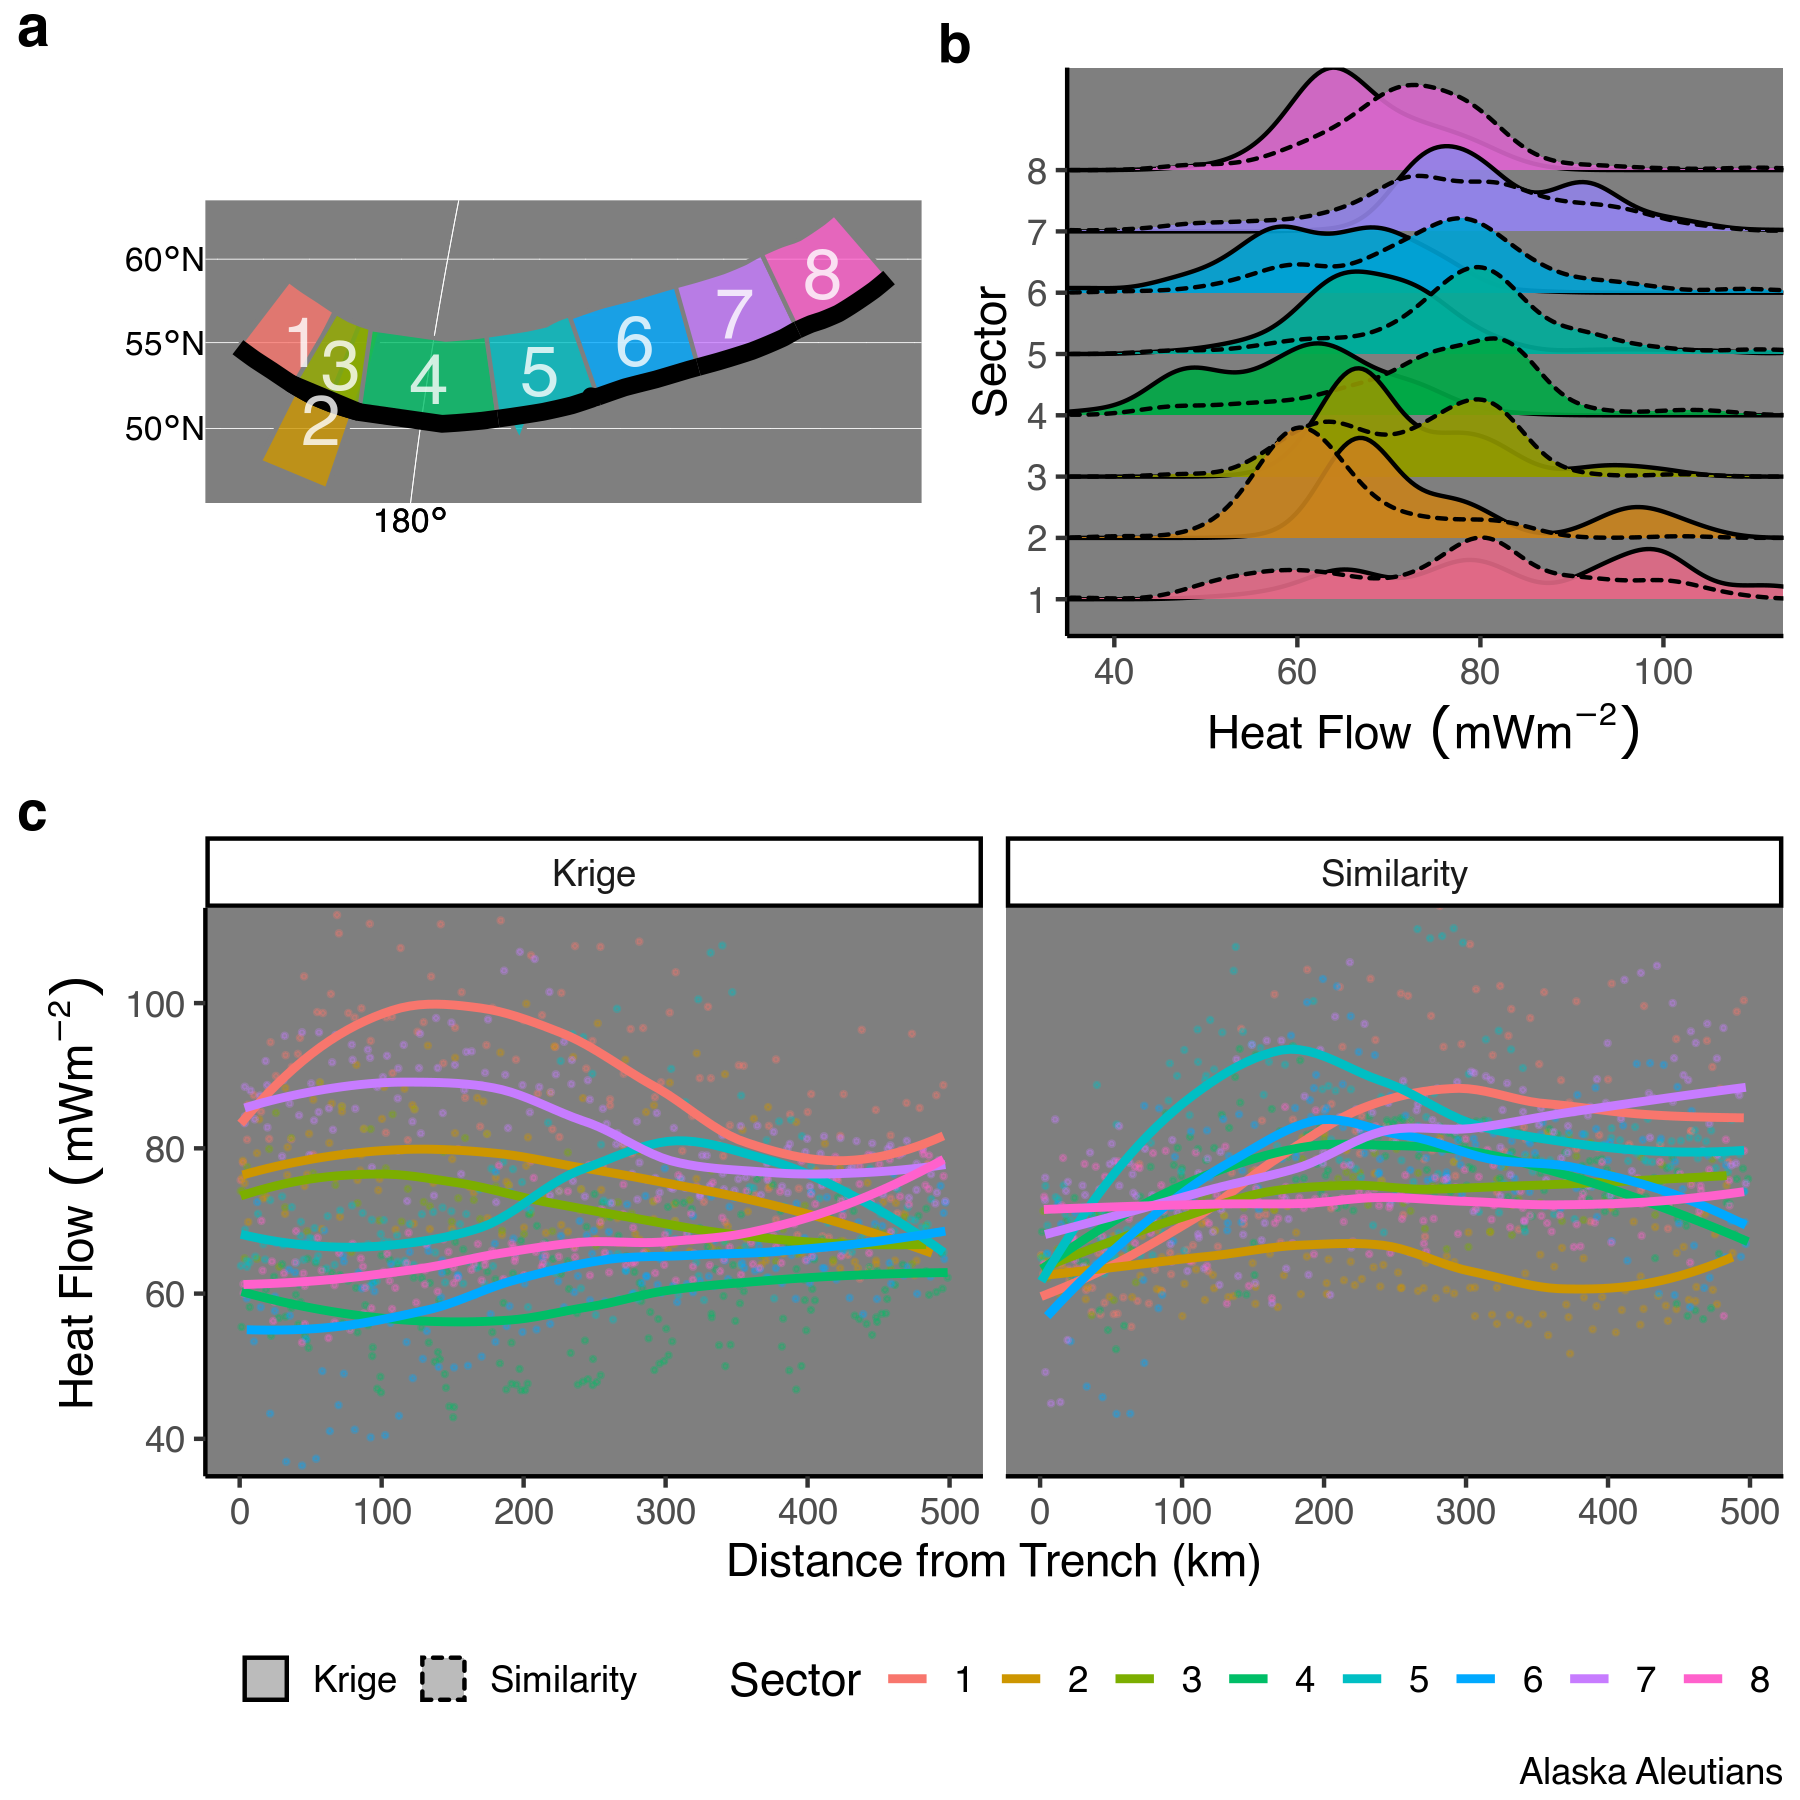 a
60°N
55°N
50°N
180°
1
2
3
4
5
6
7
8
b
Sector
8
7
6
5
4
3
2
1
40 60 80 100
Heat Flow (mWm−2)
c
Krige
Similarity
Heat Flow (mWm−2)
100
80
60
40
0 100 200 300 400 500
0 100 200 300 400 500
Distance from Trench (km)
Krige Similarity Sector 1 2 3 4 5 6 7 8
Alaska Aleutians